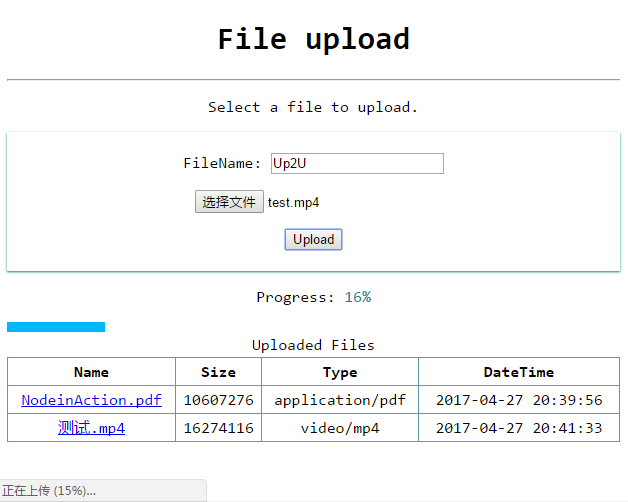 File upload
Select a file to upload.
FileName: Up2U
选择文件 test.mp4
Upload
Progress: 16%
Uploaded Files
Name Size Type DateTime
NodeinAction.pdf 10607276 application/pdf 2017-04-27 20:39:56
测试.mp4 16274116 video/mp4 2017-04-27 20:41:33
正在上传 (15%)...